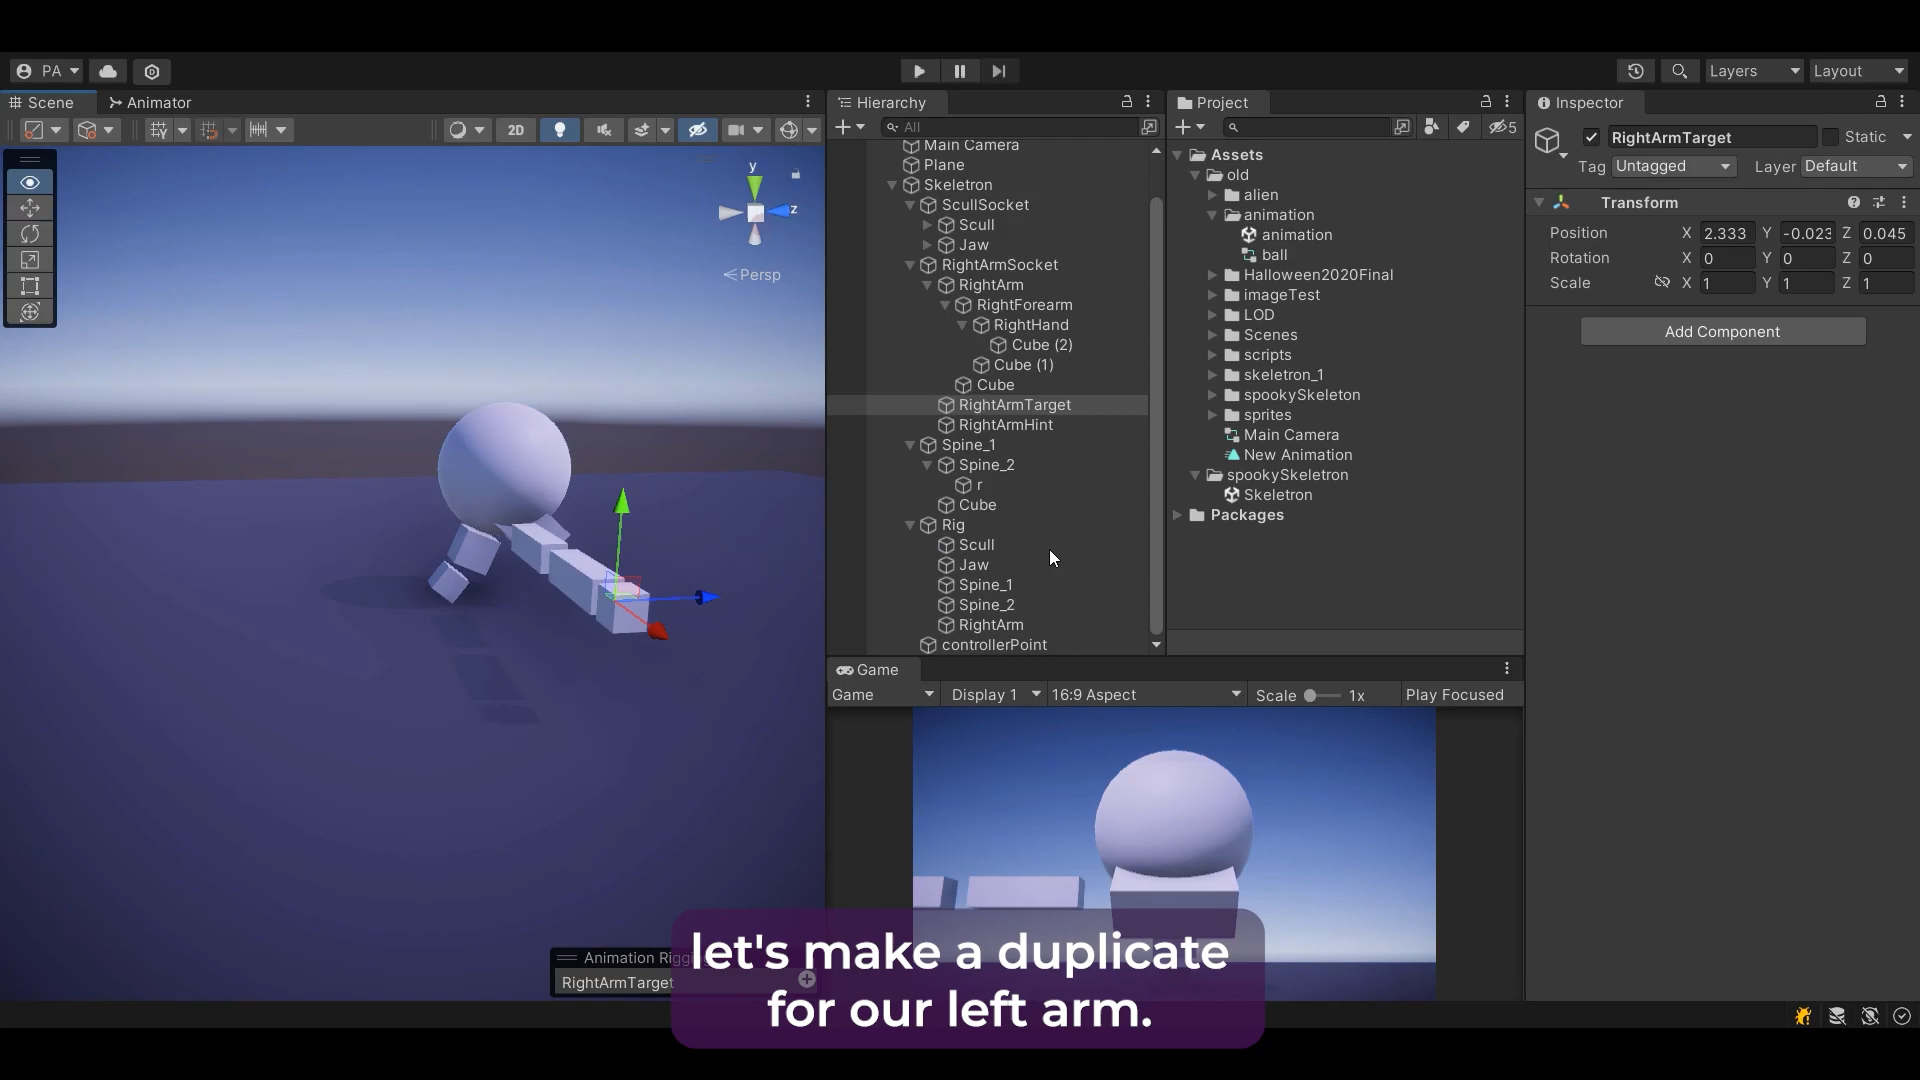 PA
Layers
Layout
Scene
Animator
2D
y
z
Persp
Animation Rigg
RightArmTarget
Hierarchy
All
Main Camera
Plane
Skeletron
ScullSocket
Scull
Jaw
RightArmSocket
RightArm
RightForearm
RightHand
Cube (2)
Cube (1)
Cube
RightArmTarget
RightArmHint
Spine_1
Spine_2
r
Cube
Rig
Scull
Jaw
Spine_1
Spine_2
RightArm
controllerPoint
Project
5
Assets
old
alien
animation
animation
ball
Halloween2020Final
imageTest
LOD
Scenes
scripts
skeletron_1
spookySkeleton
sprites
Main Camera
New Animation
spookySkeletron
Skeletron
Packages
Game
Game Display 1 16:9 Aspect Scale 1x Play Focused
Inspector
RightArmTarget Static
Tag Untagged Layer Default
Transform
Position X 2.333 Y -0.023 Z 0.045
Rotation X 0 Y 0 Z 0
Scale X 1 Y 1 Z 1
Add Component
let's make a duplicate
for our left arm.